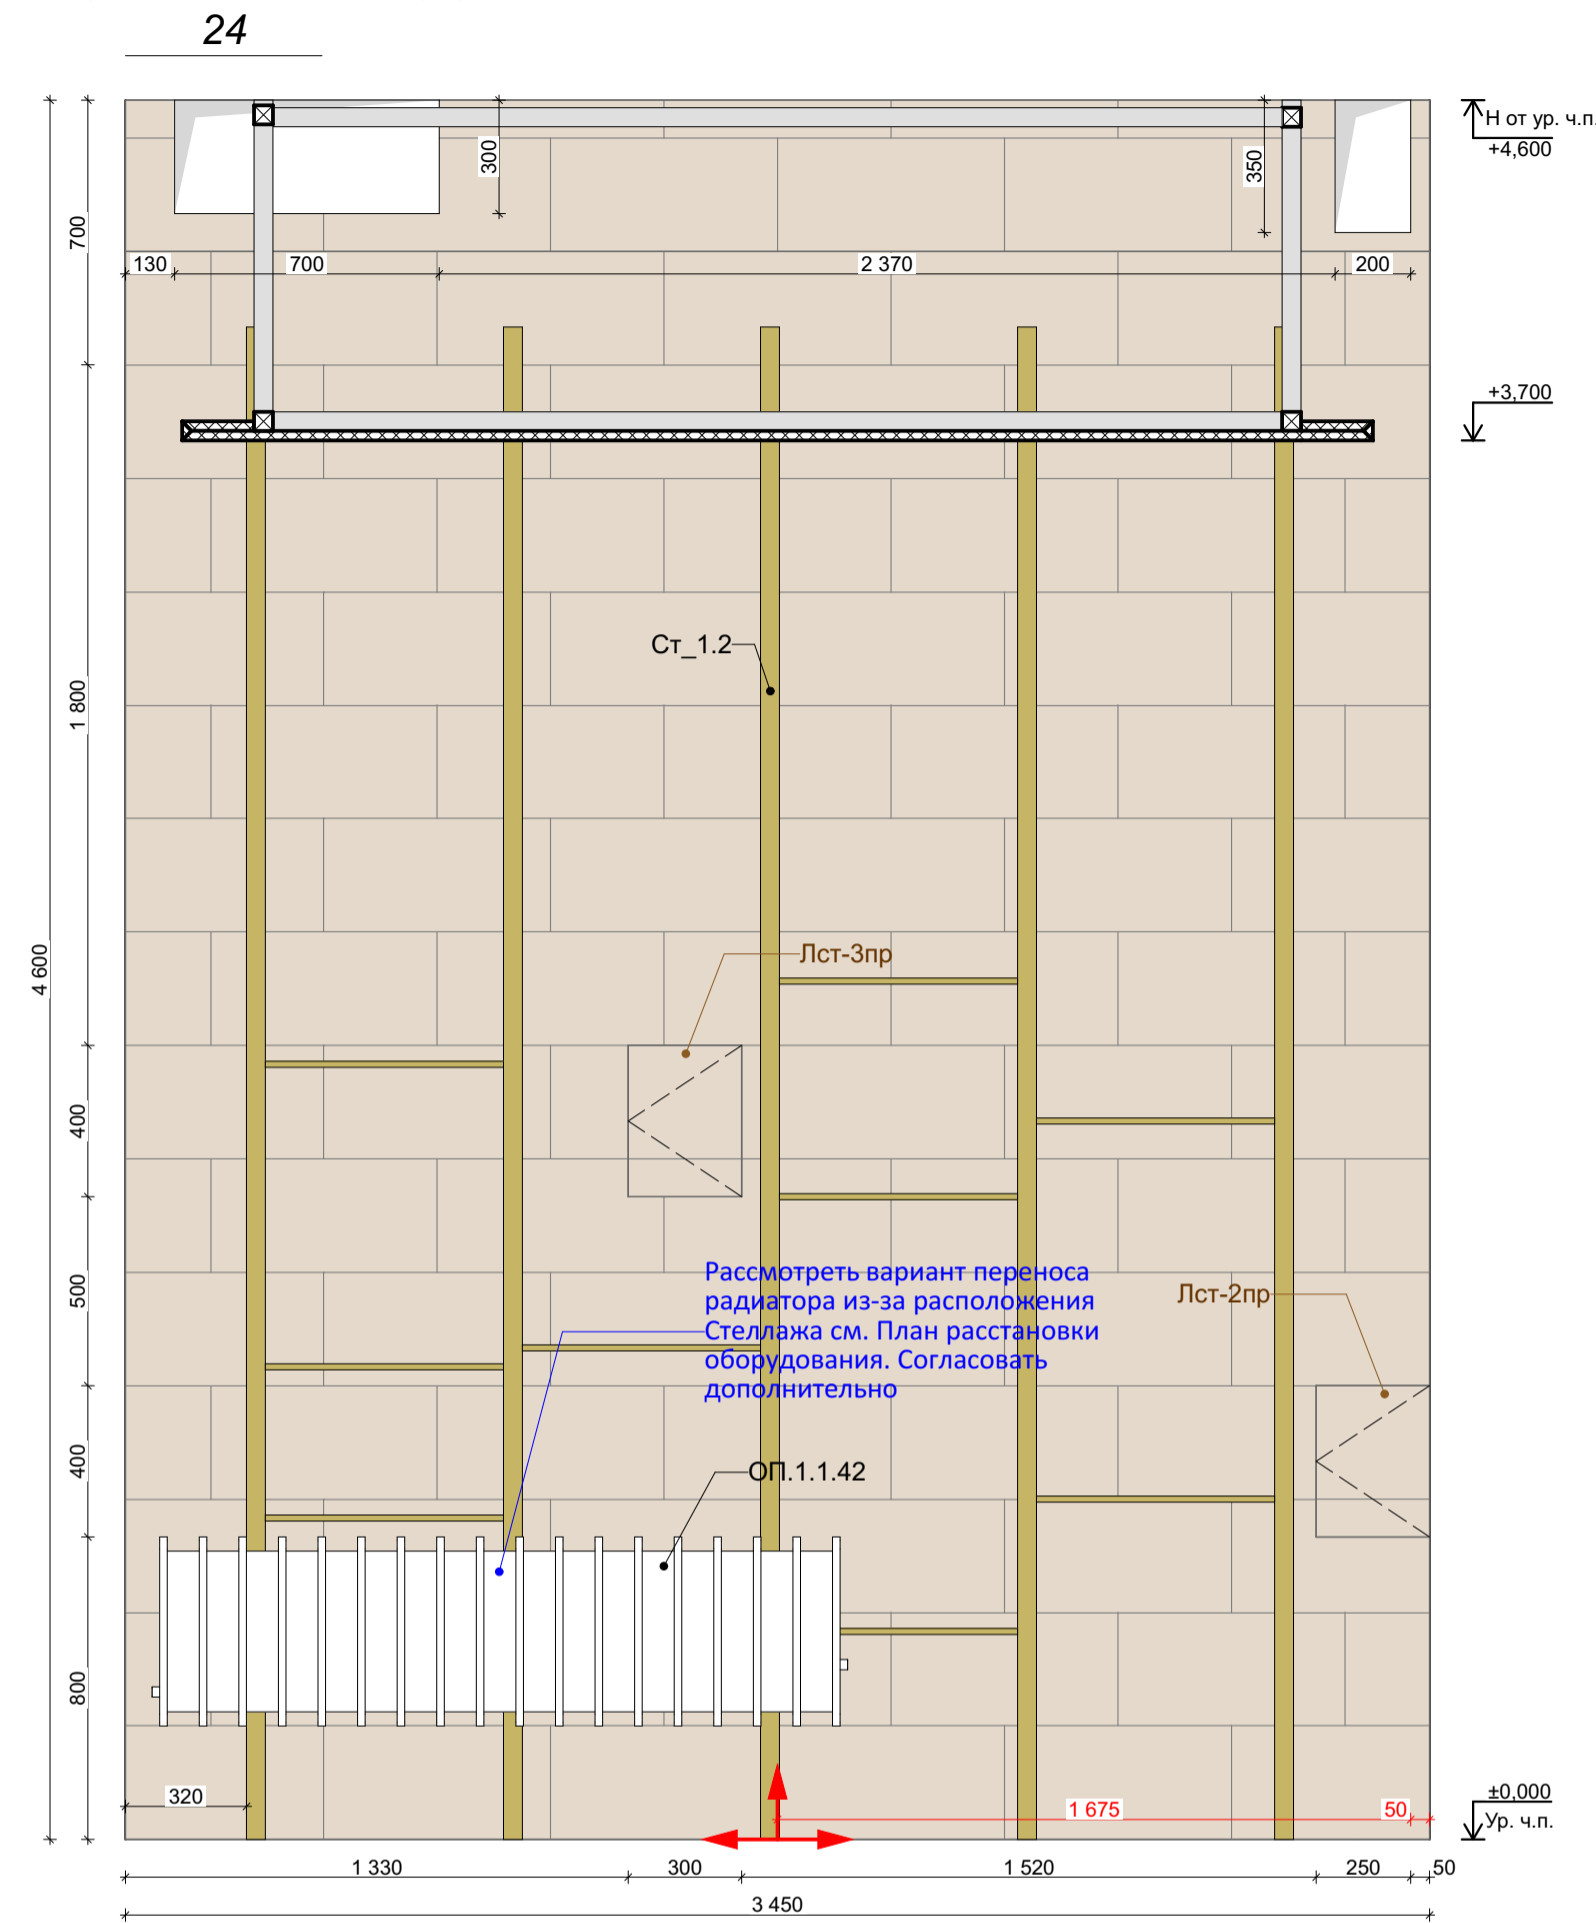 24
Н от ур. ч.п.
+4,600
300
350
700
130
700
2 370
200
+3,700
Ст_1.2
1 800
4 600
Лст-3пр
400
Рассмотреть вариант переноса
радиатора из-за расположения
Стеллажа см. План расстановки
оборудования. Согласовать
дополнительно
Лст-2пр
500
400
ОП.1.1.42
800
320
1 675
50
±0,000
Ур. ч.п.
1 330
300
1 520
250
50
3 450